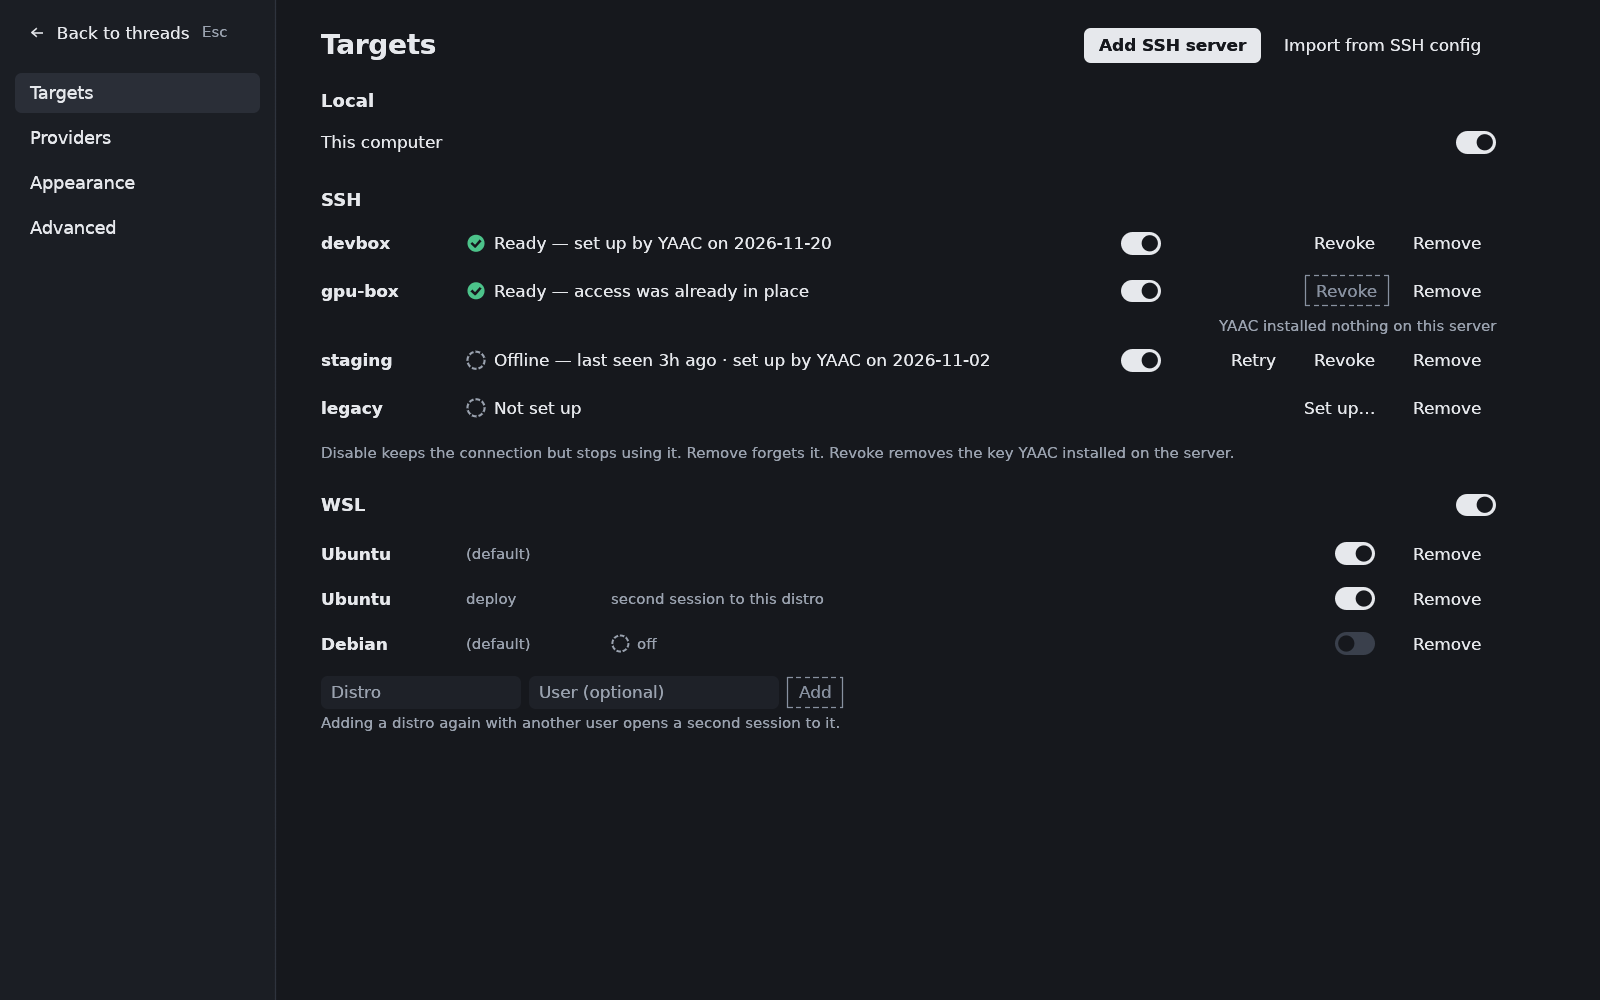 Back to threads Esc
Targets
Providers
Appearance
Advanced
Targets Add SSH server Import from SSH config
Local
This computer
SSH
devbox Ready — set up by YAAC on 2026-11-20 Revoke Remove
gpu-box Ready — access was already in place Revoke Remove
YAAC installed nothing on this server
staging Offline — last seen 3h ago · set up by YAAC on 2026-11-02 Retry Revoke Remove
legacy Not set up Set up... Remove
Disable keeps the connection but stops using it. Remove forgets it. Revoke removes the key YAAC installed on the server.
WSL
Ubuntu (default) Remove
Ubuntu deploy second session to this distro Remove
Debian (default) off Remove
Distro User (optional) Add
Adding a distro again with another user opens a second session to it.